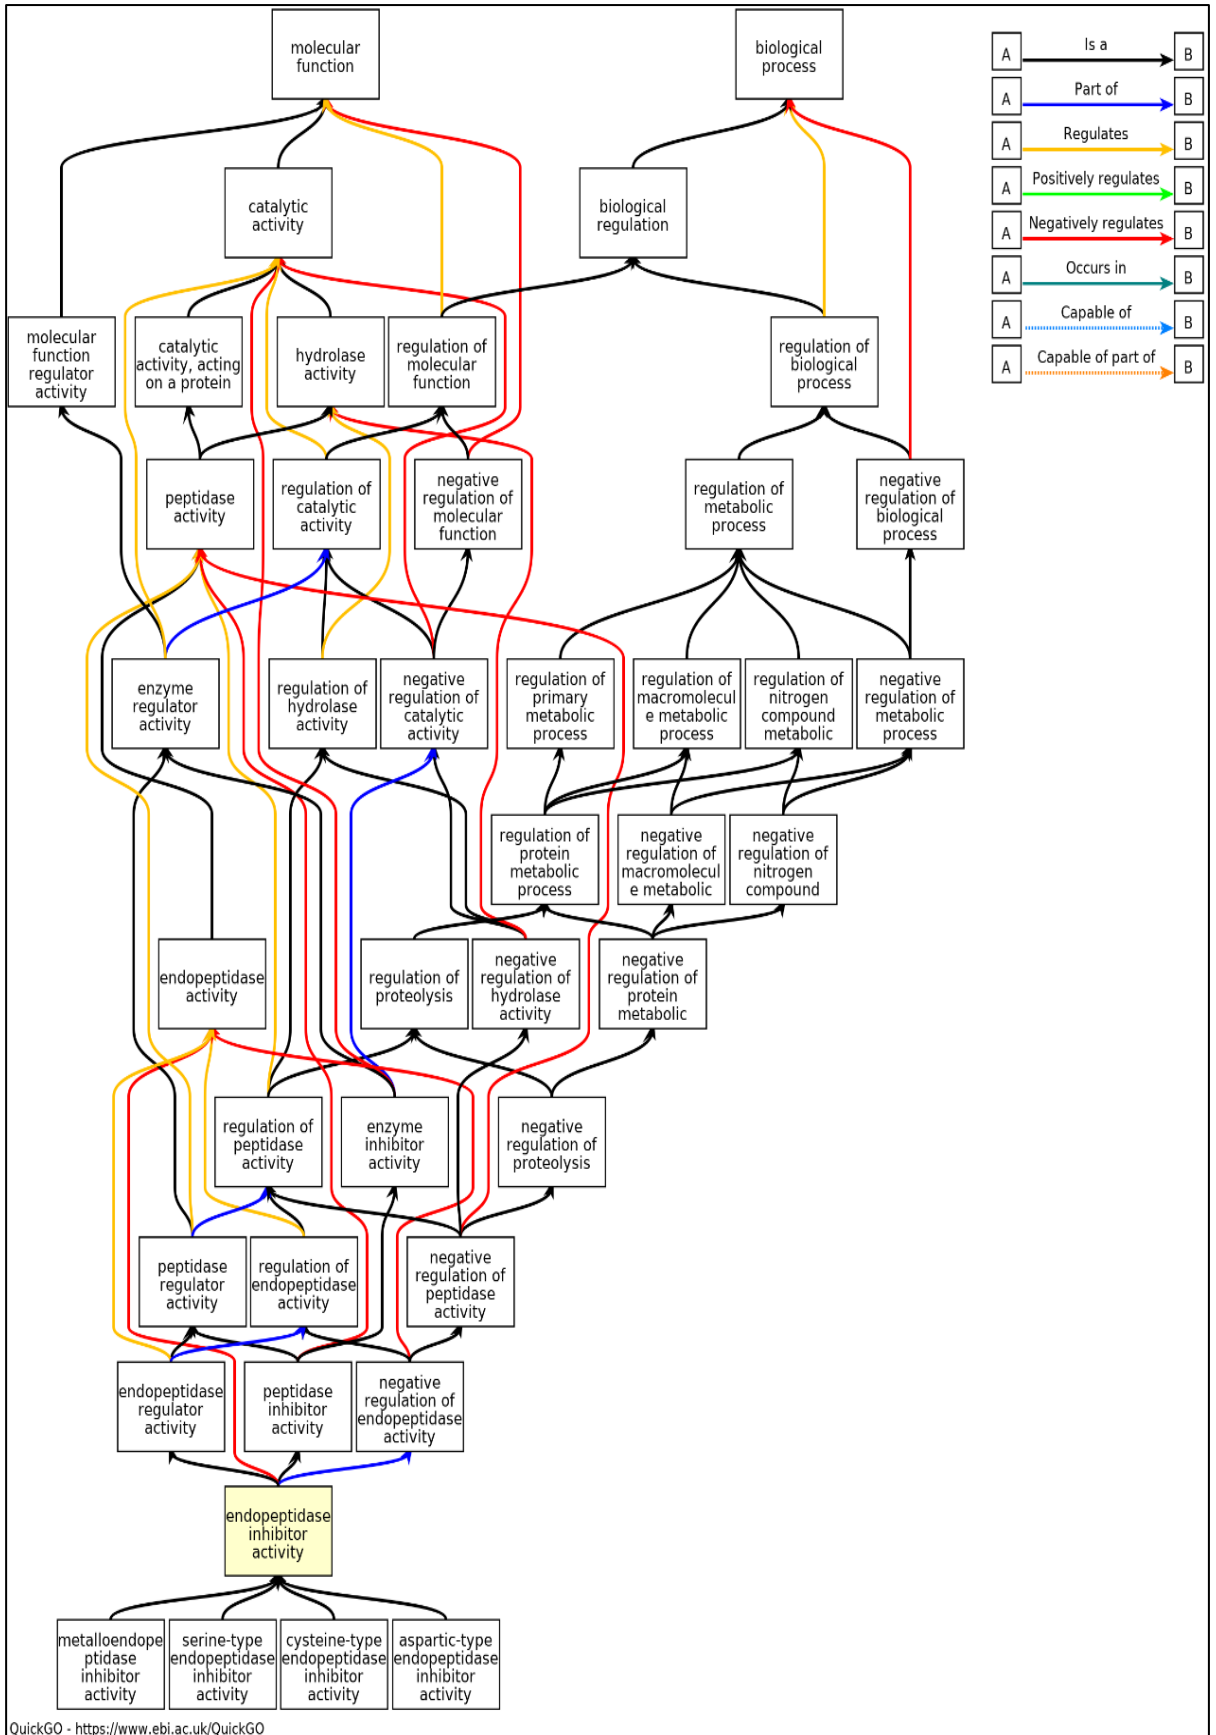 molecular
function
biological
process
A
Is a
B
A
Part of
B
A
Regulates
B
A
Positively regulates
B
A
Negatively regulates
B
A
Occurs in
B
A
Capable of
B
A
Capable of part of
B
catalytic
activity
biological
regulation
molecular
function
regulator
activity
catalytic
activity, acting
on a protein
hydrolase
activity
regulation of
molecular
function
regulation of
biological
process
peptidase
activity
regulation of
catalytic
activity
negative
regulation of
molecular
function
regulation of
metabolic
process
negative
regulation of
biological
process
enzyme
regulator
activity
regulation of
hydrolase
activity
negative
regulation of
catalytic
activity
regulation of
primary
metabolic
process
regulation of
macromolecul
e metabolic
process
regulation of
nitrogen
compound
metabolic
negative
regulation of
metabolic
process
regulation of
protein
metabolic
process
negative
regulation of
macromolecul
e metabolic
negative
regulation of
nitrogen
compound
endopeptidase
activity
regulation of
proteolysis
negative
regulation of
hydrolase
activity
negative
regulation of
protein
metabolic
regulation of
peptidase
activity
enzyme
inhibitor
activity
negative
regulation of
proteolysis
peptidase
regulator
activity
regulation of
endopeptidase
activity
negative
regulation of
peptidase
activity
endopeptidase
regulator
activity
peptidase
inhibitor
activity
negative
regulation of
endopeptidase
activity
endopeptidase
inhibitor
activity
metalloendope
ptidase
inhibitor
activity
serine-type
endopeptidase
inhibitor
activity
cysteine-type
endopeptidase
inhibitor
activity
aspartic-type
endopeptidase
inhibitor
activity
QuickGO - https://www.ebi.ac.uk/QuickGO